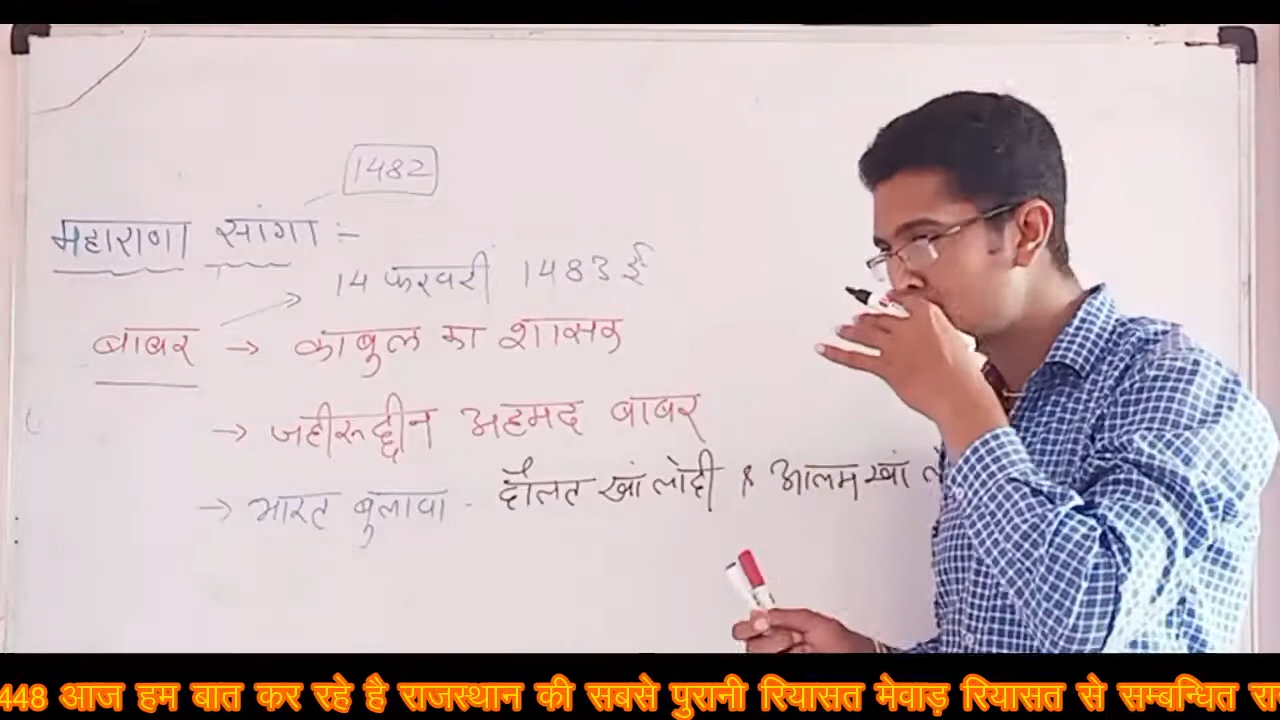 1482
महाराणा सांगा :-
14 फरवरी 1483 ई
बाबर → काबुल का शासक
→ जहीरूद्दीन अहमद बाबर
→ भारत बुलावा - दौलत खां लोदी & आलम खां
448 आज हम बात कर रहे है राजस्थान की सबसे पुरानी रियासत मेवाड़ रियासत से सम्बन्धित रा